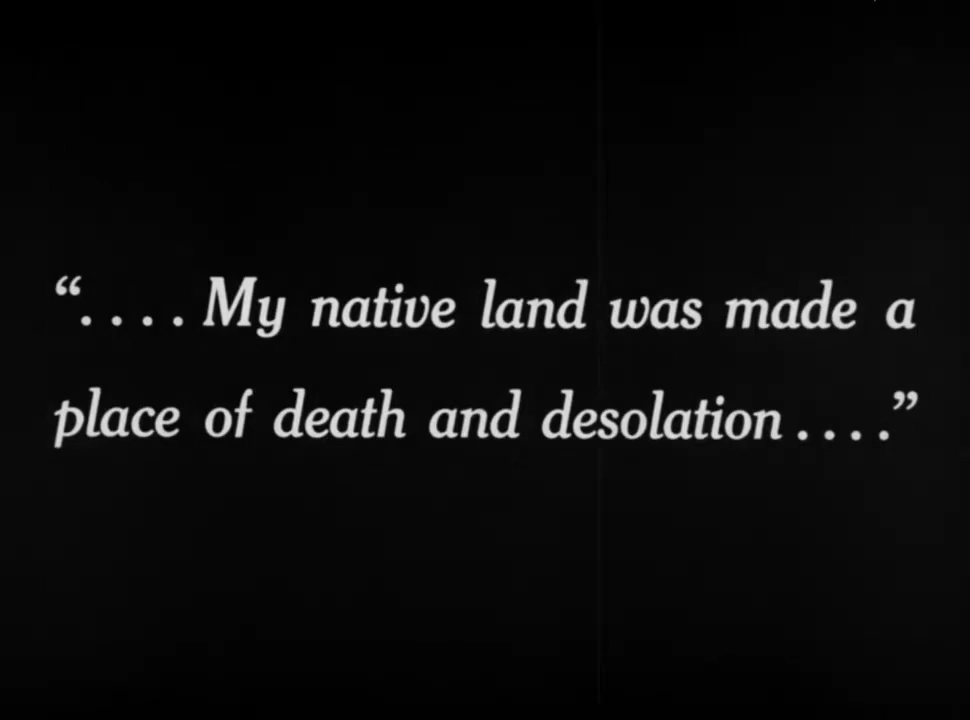 “. . . . My native land was made a
place of death and desolation . . . .”